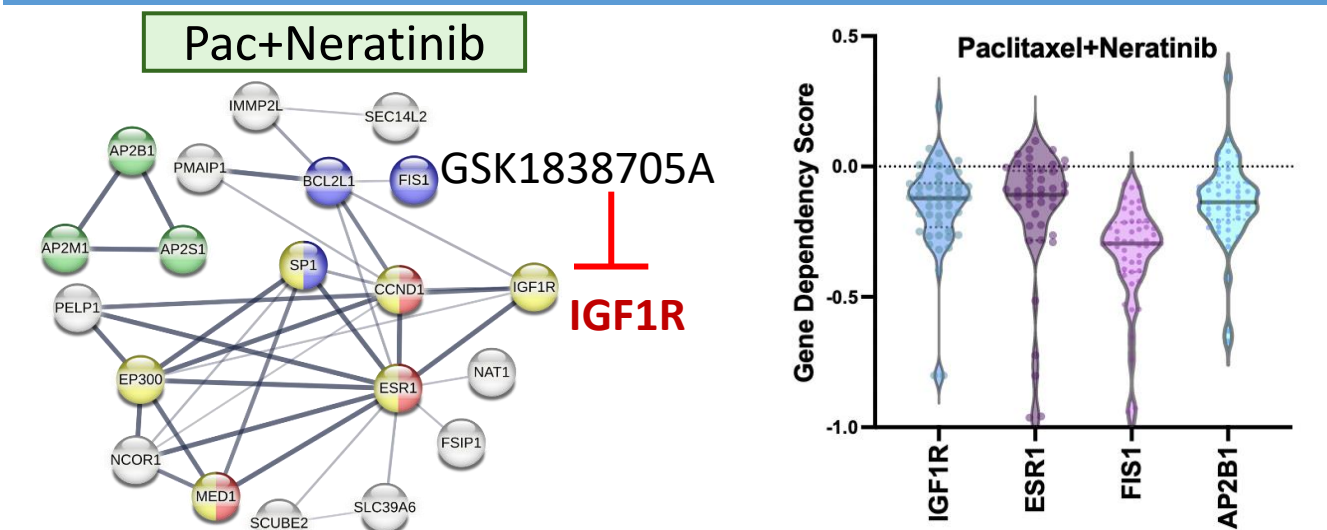 Pac+Neratinib
IMMP2L
SEC14L2
AP2B1
PMAIP1
BCL2L1
FIS1
GSK1838705A
AP2M1
AP2S1
SP1
CCND1
IGF1R
IGF1R
PELP1
EP300
ESR1
NAT1
FSIP1
NCOR1
MED1
SCUBE2
SLC39A6
Paclitaxel+Neratinib
Gene Dependency Score
0.5
0.0
-0.5
-1.0
IGF1R
ESR1
FIS1
AP2B1